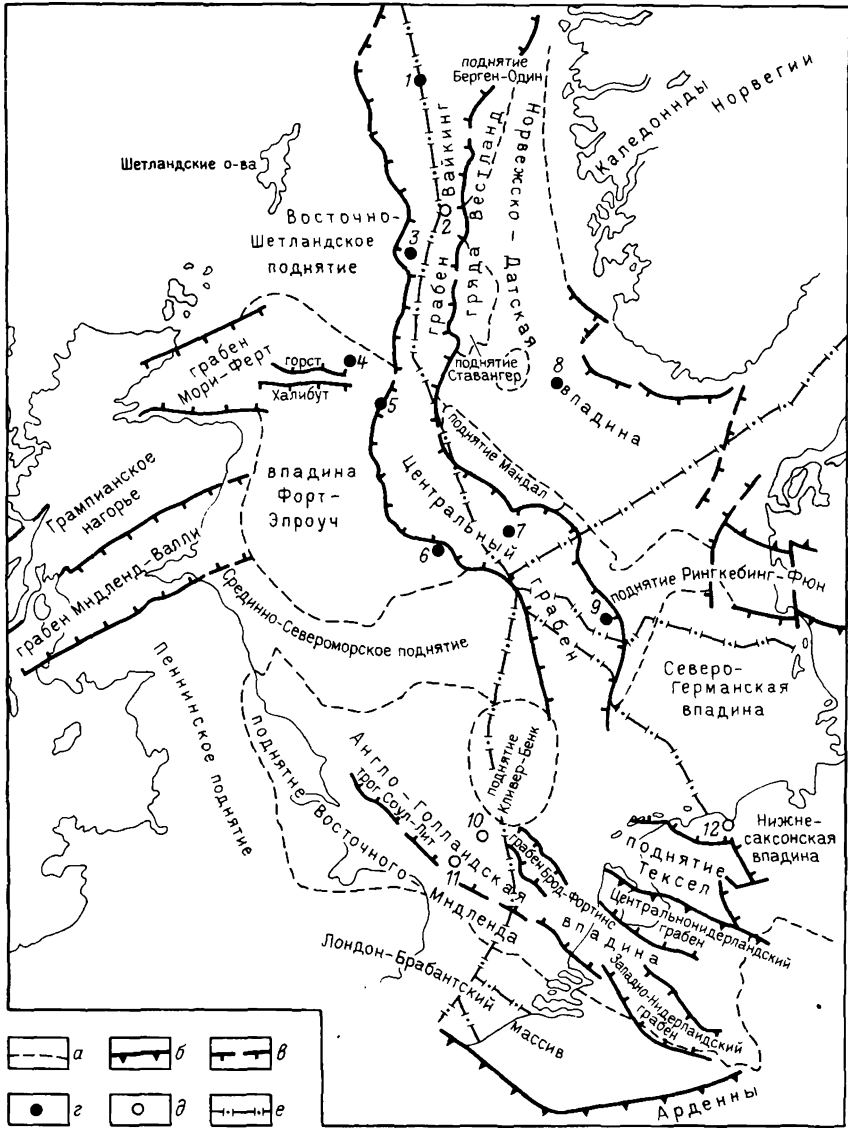 поднятие
Берген-Один
1
Каледониды
Норвегии
Шетландские о-ва
Восточно-
Шетландское
поднятие
грабен Вайкинг
гряда Вестланд
Норвежско-Датская
впадина
2
3
грабен
Мори-Ферт
горст
Халибут
4
5
поднятие
Ставангер
8
поднятие Мандал
впадина
Форт-
Эпроуч
Центральный
грабен
Грампианское
нагорье
грабен Мидленд-Валли
6
7
9
поднятие Рингкебинг-Фюн
Срединно-Североморское поднятие
Северо-
Германская
впадина
Пеннинское поднятие
поднятие Восточного Мидленда
Англо-Голландская
впадина
трог Соул-Пит
поднятие
Кливер-Бенк
10
11
12
Нижне-
саксонская
впадина
грабен Брод-Фортинс
поднятие
Тексел
Центральнонидерландский
грабен
Западно-Нидерландский
грабен
Лондон-Брабантский
массив
Арденны
а
б
в
г
д
е